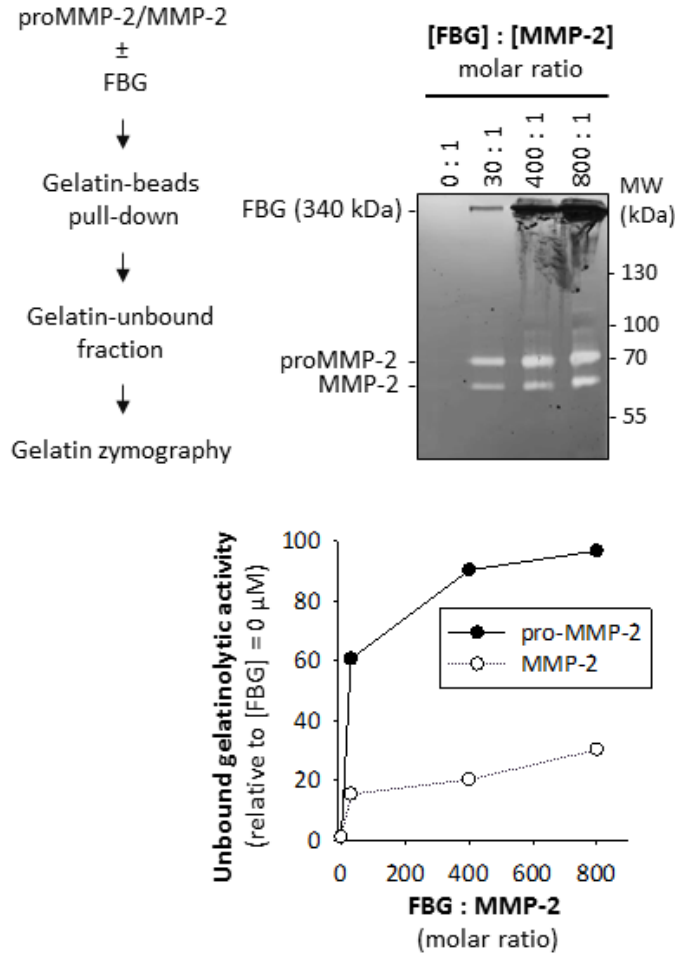 proMMP-2/MMP-2
±
FBG
Gelatin-beads
pull-down
Gelatin-unbound
fraction
Gelatin zymography
[FBG] : [MMP-2]
molar ratio
0 : 1
30 : 1
400 : 1
800 : 1
MW
(kDa)
FBG (340 kDa) -
- 130
- 100
proMMP-2 -
- 70
MMP-2 -
- 55
Unbound gelatinolytic activity
(relative to [FBG] = 0 µM)
100
80
60
40
20
0
pro-MMP-2
MMP-2
0 200 400 600 800
FBG : MMP-2
(molar ratio)